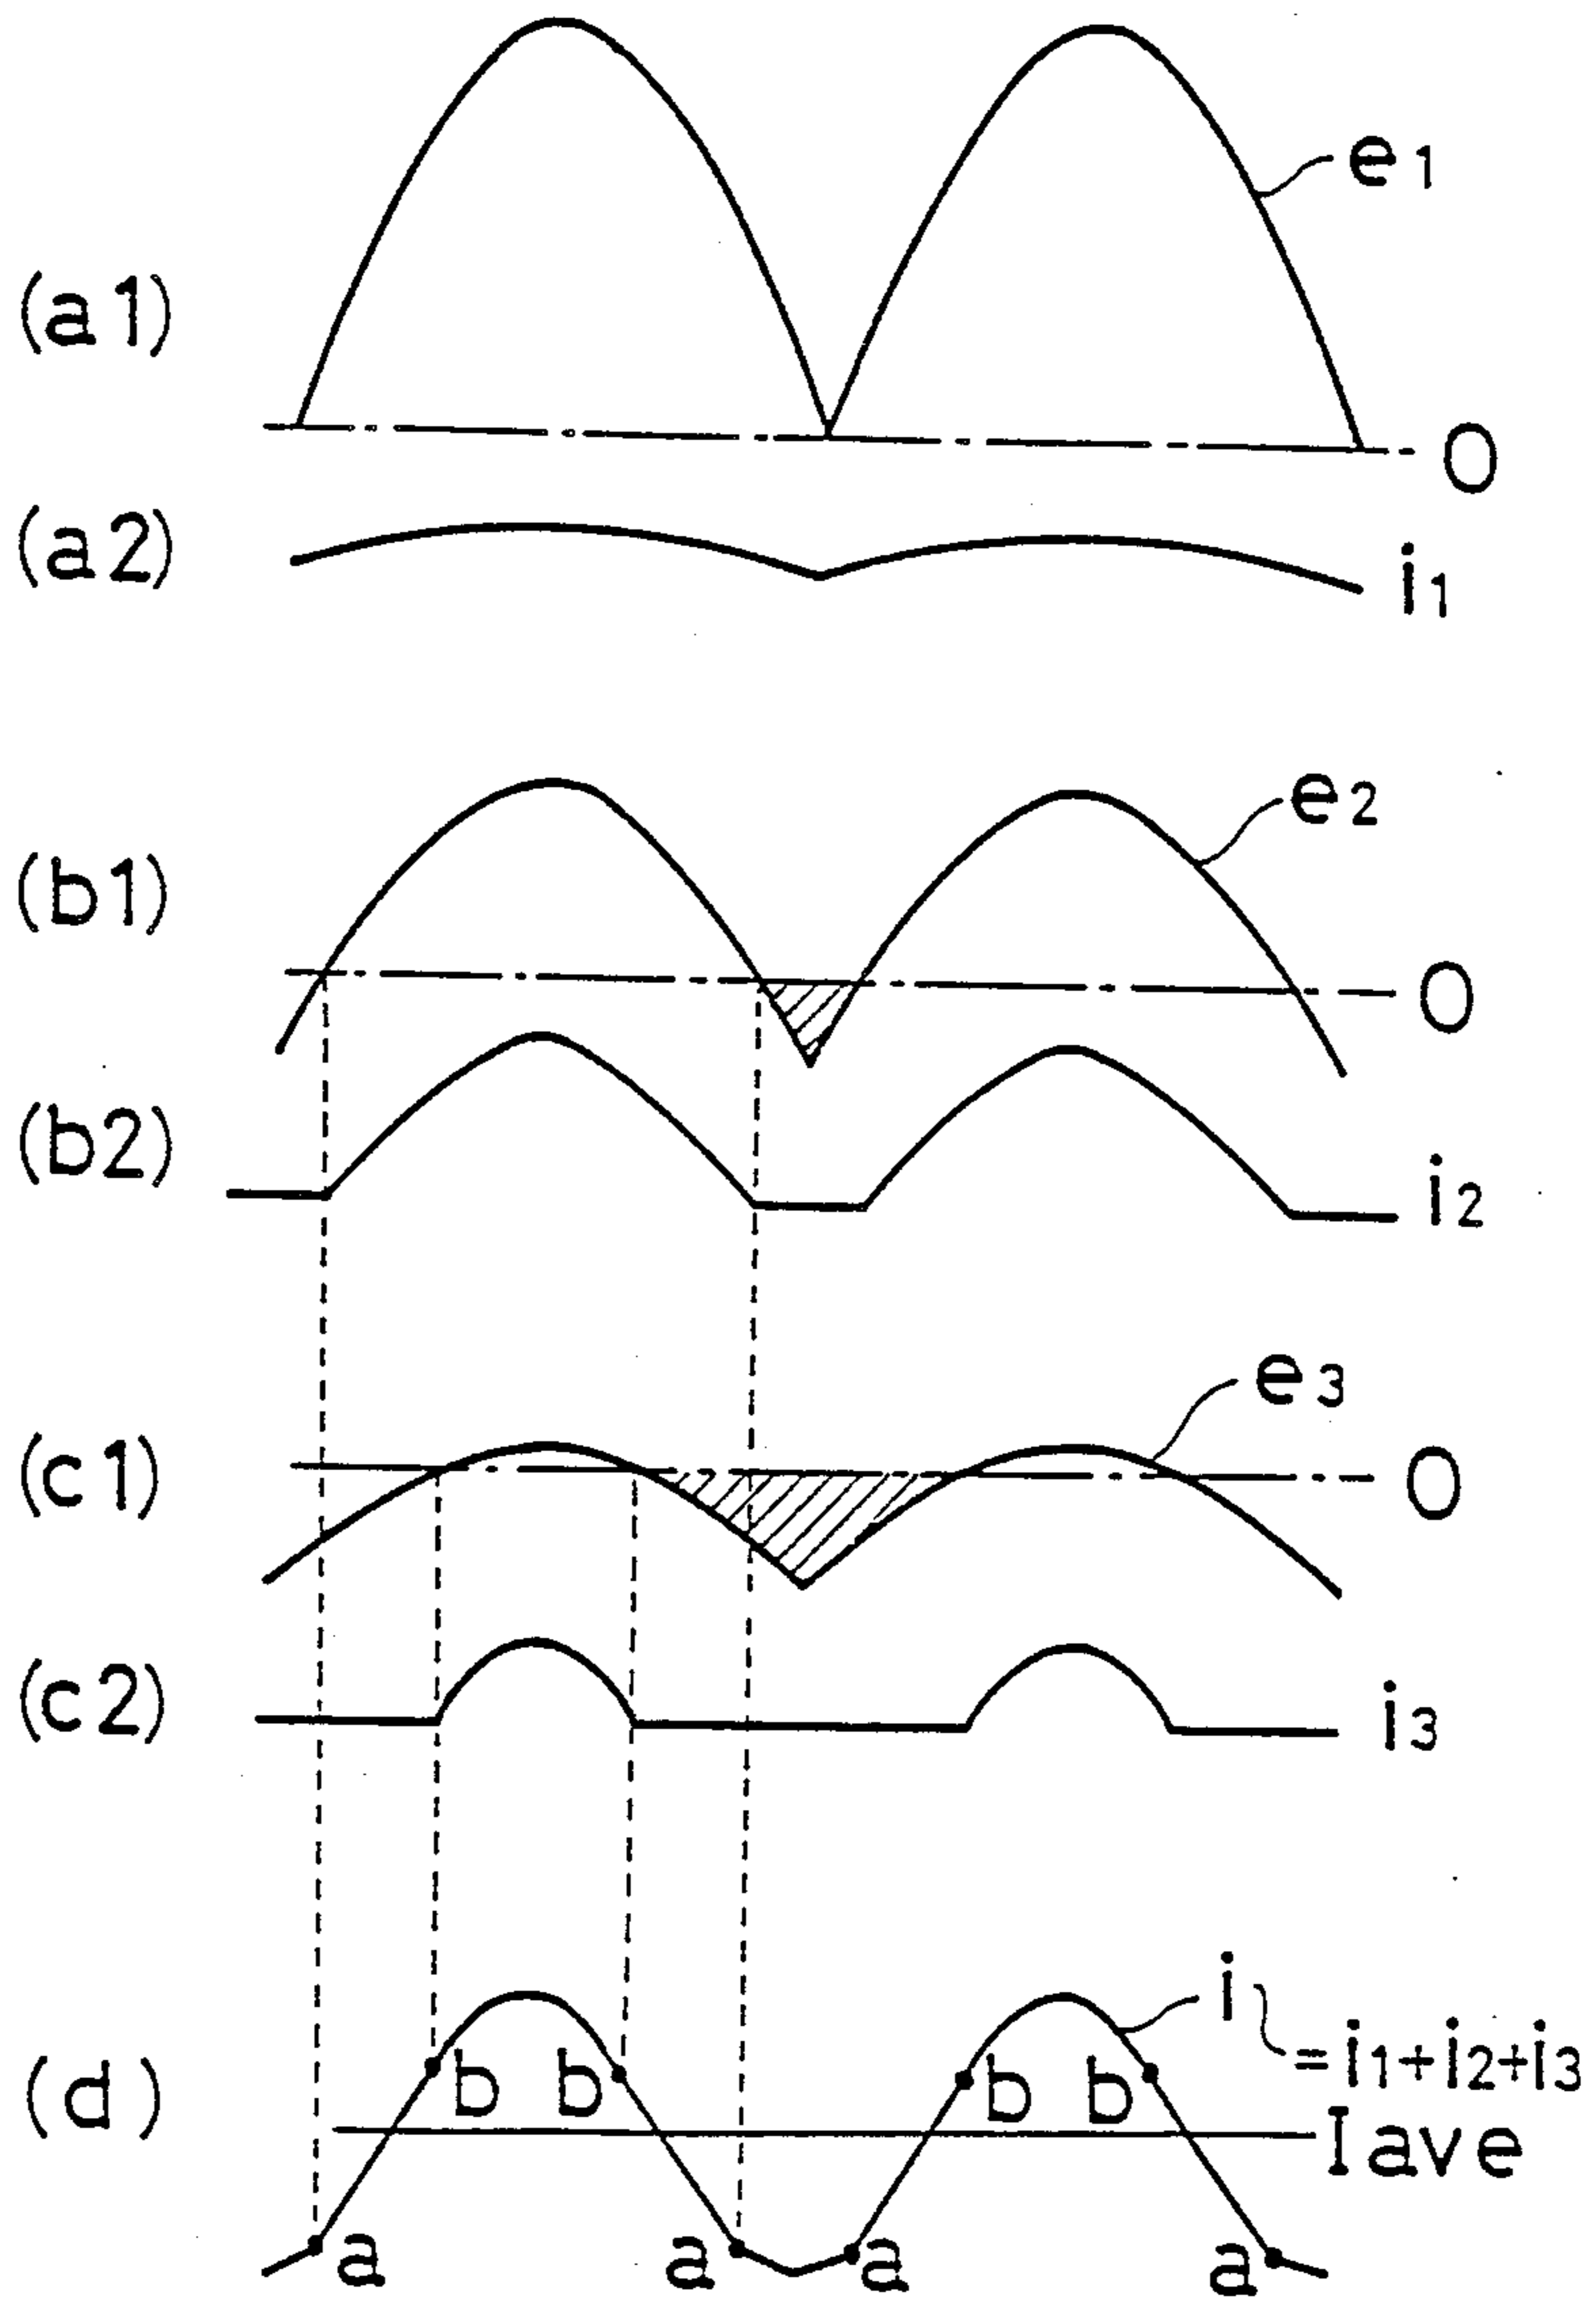 e1
(a1)
0
(a2)
i1
e2
(b1)
0
(b2)
i2
e3
(c1)
0
(c2)
i3
i
=i1+i2+i3
(d)
b b b b
Iave
a a a a